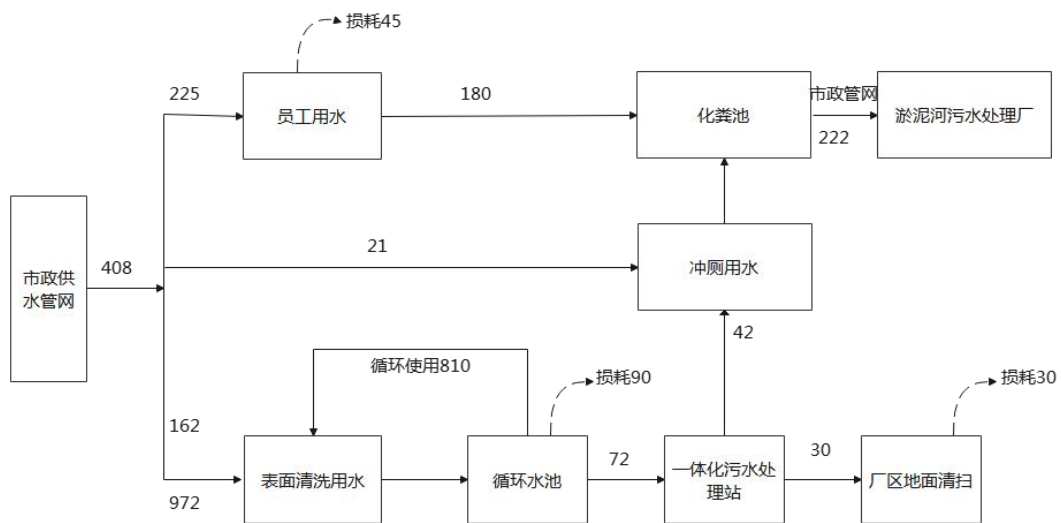 损耗45
225
员工用水
180
化粪池
市政管网
222
淤泥河污水处理厂
市政供
水管网
408
21
冲厕用水
42
循环使用810
损耗90
损耗30
162
972
表面清洗用水
循环水池
72
一体化污水处
理站
30
厂区地面清扫